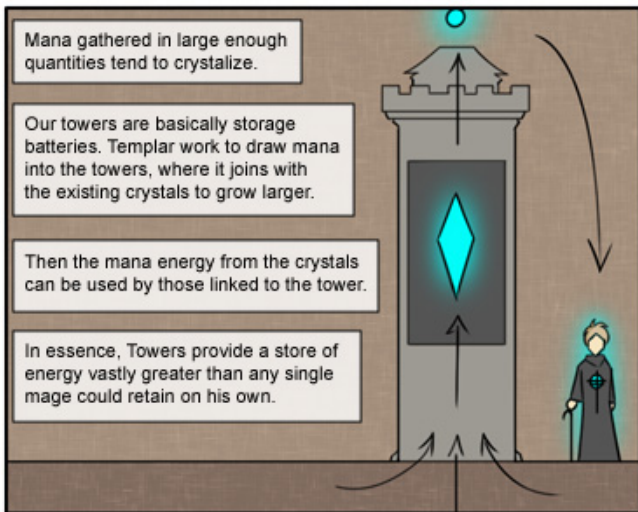 Mana gathered in large enough
quantities tend to crystalize.
Our towers are basically storage
batteries. Templar work to draw mana
into the towers, where it joins with
the existing crystals to grow larger.
Then the mana energy from the crystals
can be used by those linked to the tower.
In essence, Towers provide a store of
energy vastly greater than any single
mage could retain on his own.